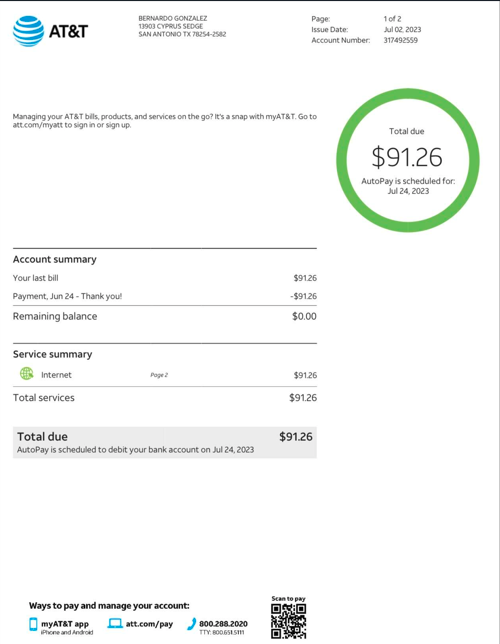 AT&T
BERNARDO GONZALEZ
13903 CYPRUS SEDGE
SAN ANTONIO TX 78254-2582
Page: 1 of 2
Issue Date: Jul 02, 2023
Account Number: 317492559
Managing your AT&T bills, products, and services on the go? It's a snap with myAT&T. Go to
att.com/myatt to sign in or sign up.
Total due
$91.26
AutoPay is scheduled for:
Jul 24, 2023
Account summary
Your last bill $91.26
Payment, Jun 24 - Thank you! -$91.26
Remaining balance $0.00
Service summary
Internet Page 2 $91.26
Total services $91.26
Total due $91.26
AutoPay is scheduled to debit your bank account on Jul 24, 2023
Ways to pay and manage your account:
myAT&T app
iPhone and Android
att.com/pay
800.288.2020
TTY: 800.651.5111
Scan to pay